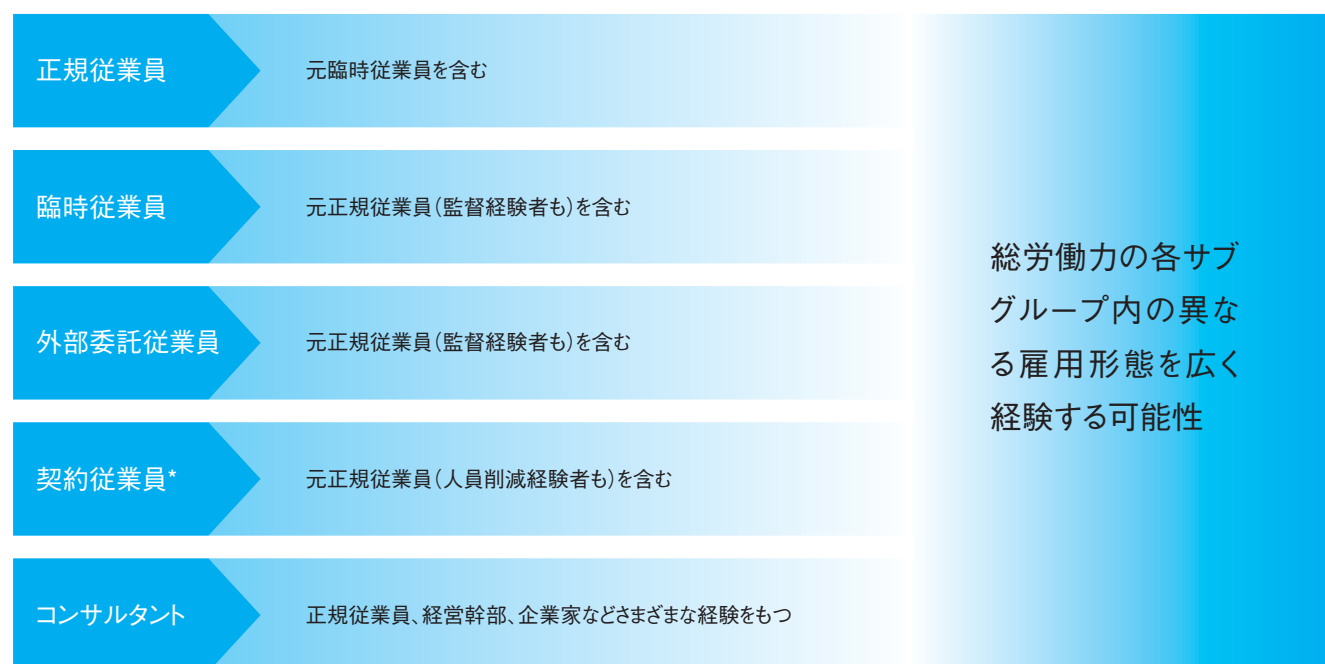 正規従業員
元臨時従業員を含む
臨時従業員
元正規従業員(監督経験者も)を含む
外部委託従業員
元正規従業員(監督経験者も)を含む
契約従業員*
元正規従業員(人員削減経験者も)を含む
コンサルタント
正規従業員、経営幹部、企業家などさまざまな経験をもつ
総労働力の各サブ
グループ内の異な
る雇用形態を広く
経験する可能性